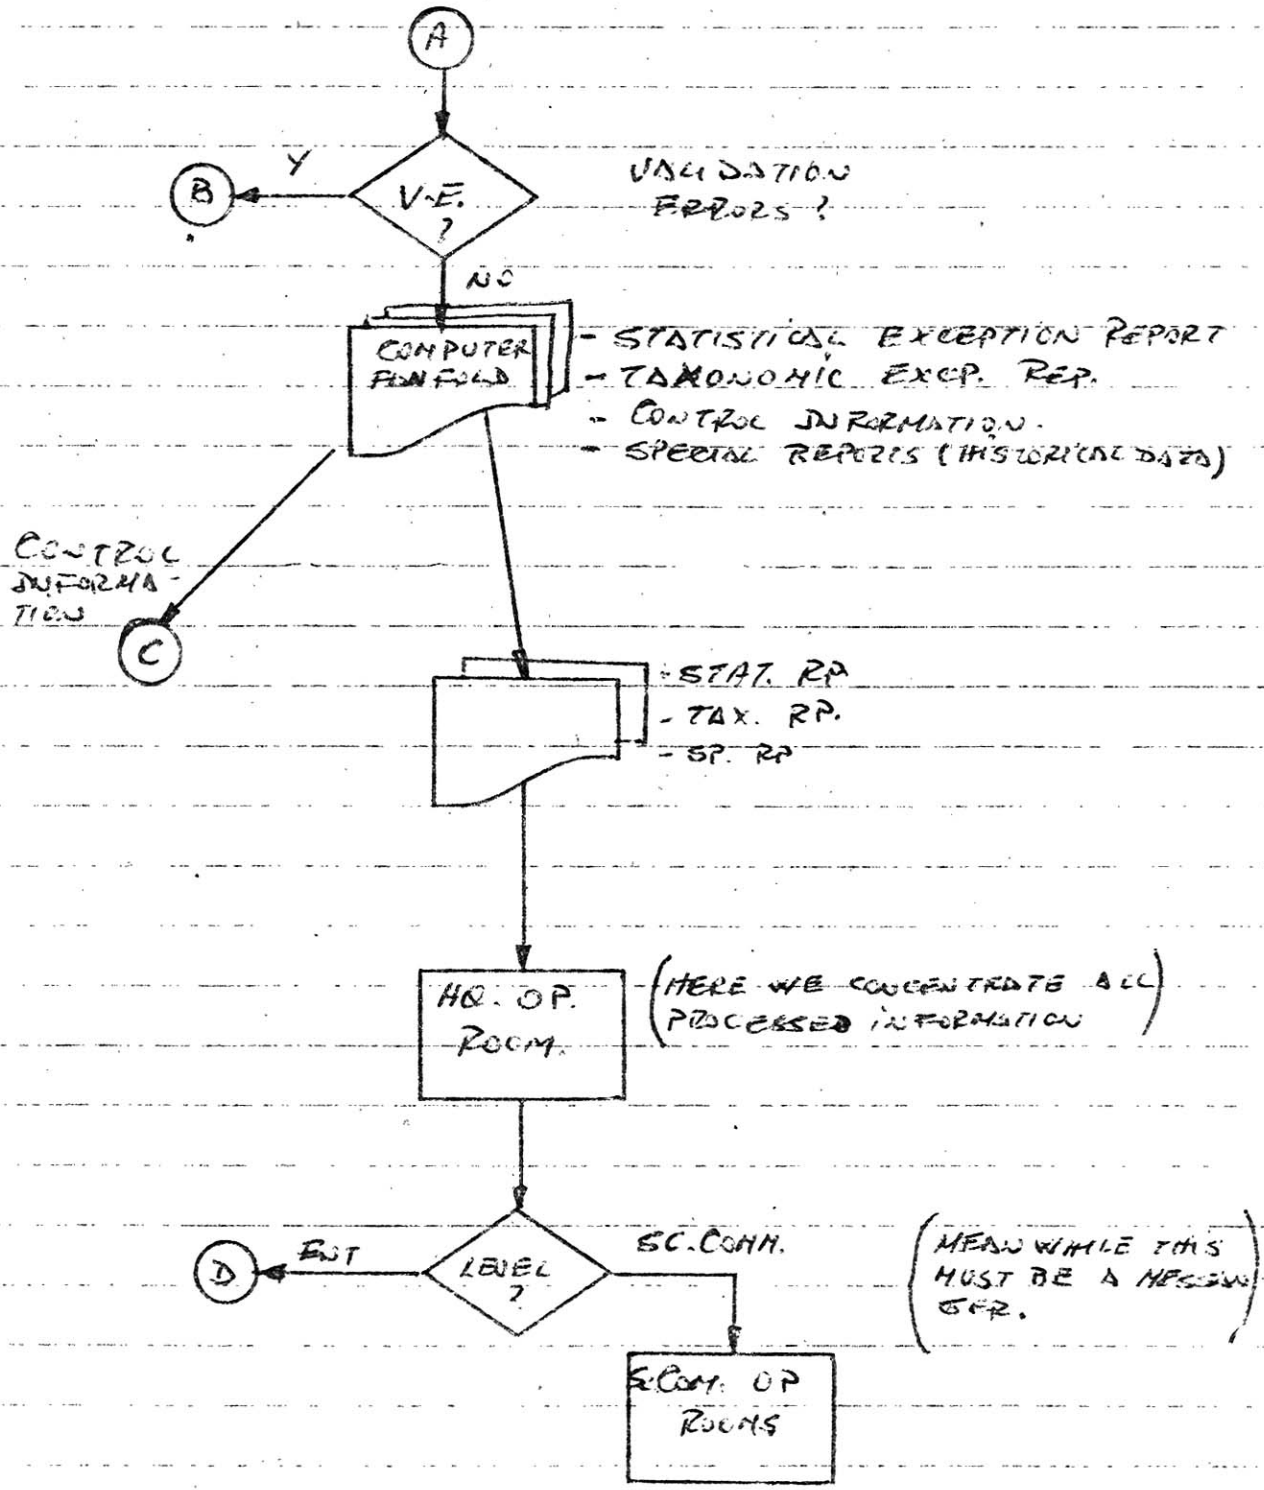 A
Y
B
V.E.
?
VALIDATION
ERRORS?
NO
COMPUTER
FANFOLD
- STATISTICAL EXCEPTION REPORT
- TAXONOMIC EXCP. REP.
- CONTROL INFORMATION.
- SPECIAL REPORTS (HISTORICAL DATA)
CONTROL
INFORMA-
TION
C
- STAT. RP
- TAX. RP.
- SP. RP
HQ. OP.
ROOM.
(HERE WE CONCENTRATE ALL
PROCESSED INFORMATION)
D
ENT
LEVEL
?
SC.COMM.
(MEANWHILE THIS
MUST BE A MESSEN
GER.)
S.COM. OP
ROOMS